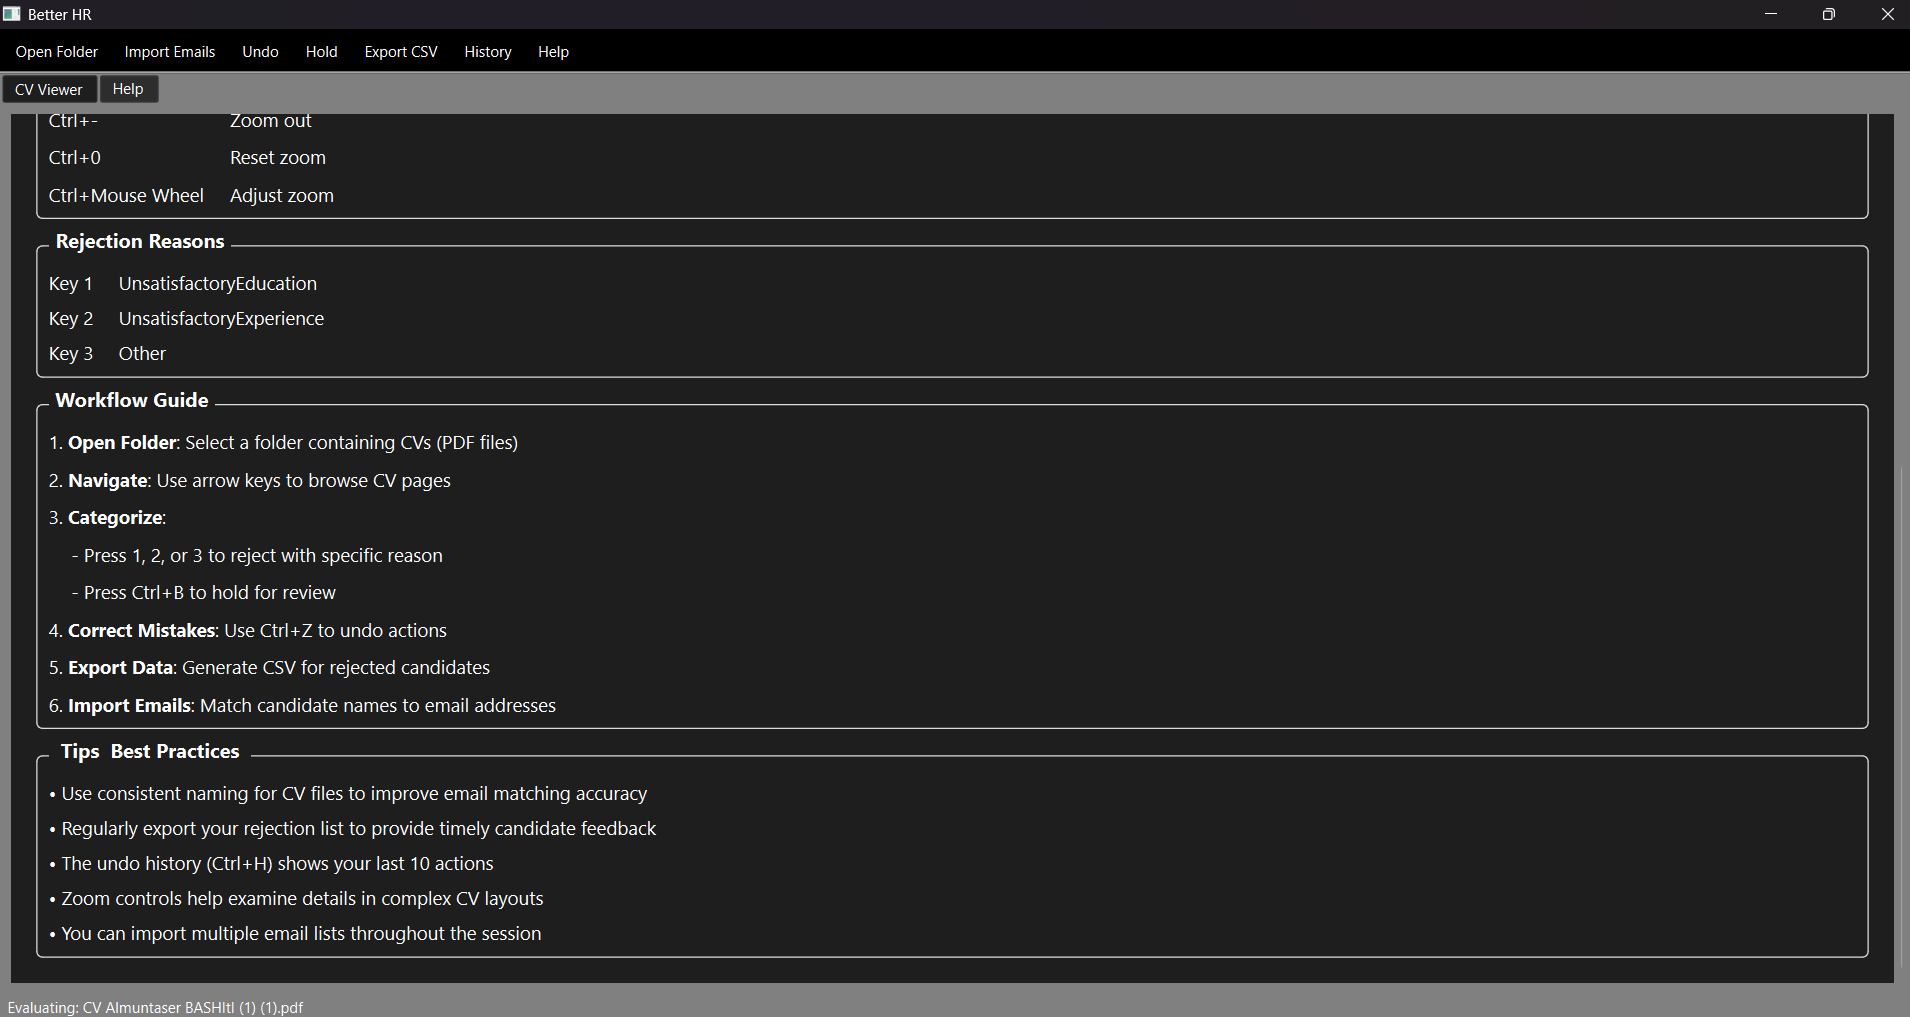 Better HR
Open Folder Import Emails Undo Hold Export CSV History Help
CV Viewer Help
Ctrl+- Zoom out
Ctrl+0 Reset zoom
Ctrl+Mouse Wheel Adjust zoom
Rejection Reasons
Key 1 UnsatisfactoryEducation
Key 2 UnsatisfactoryExperience
Key 3 Other
Workflow Guide
1. Open Folder: Select a folder containing CVs (PDF files)
2. Navigate: Use arrow keys to browse CV pages
3. Categorize:
- Press 1, 2, or 3 to reject with specific reason
- Press Ctrl+B to hold for review
4. Correct Mistakes: Use Ctrl+Z to undo actions
5. Export Data: Generate CSV for rejected candidates
6. Import Emails: Match candidate names to email addresses
Tips Best Practices
• Use consistent naming for CV files to improve email matching accuracy
• Regularly export your rejection list to provide timely candidate feedback
• The undo history (Ctrl+H) shows your last 10 actions
• Zoom controls help examine details in complex CV layouts
• You can import multiple email lists throughout the session
Evaluating: CV Almuntaser BASHItI (1) (1).pdf